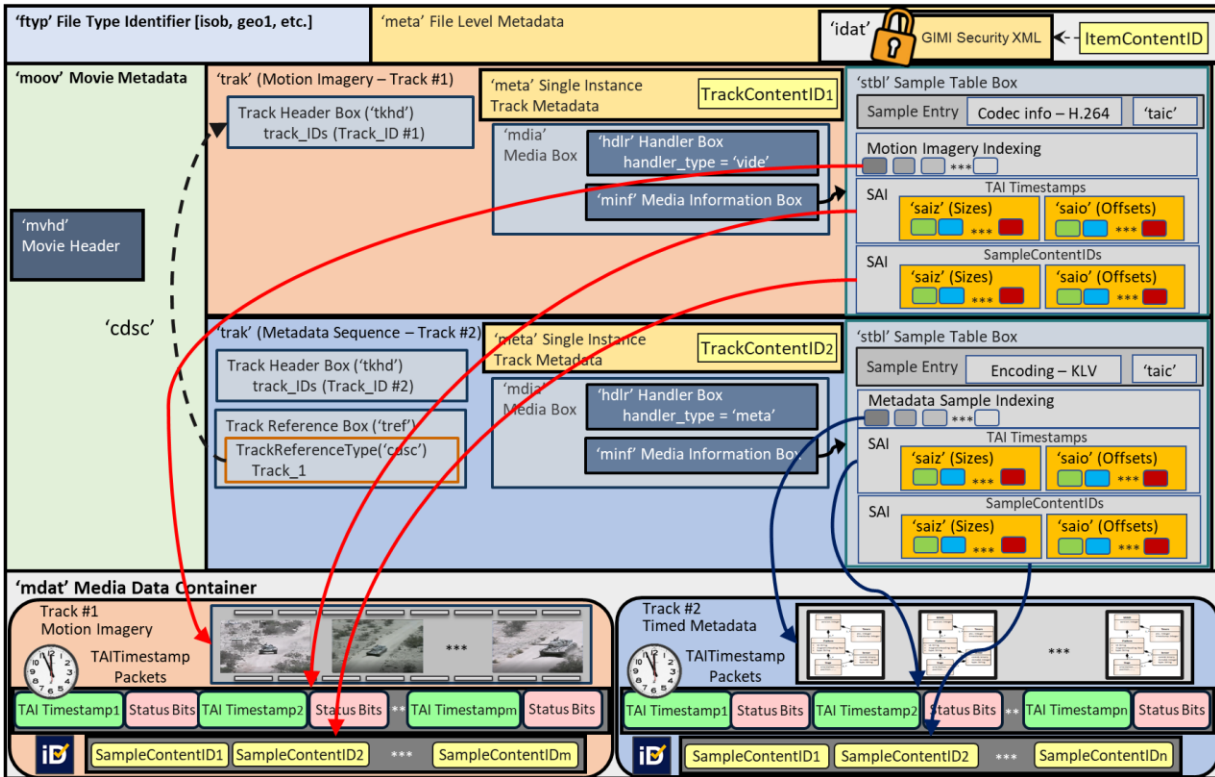 ‘ftyp’ File Type Identifier [isob, geo1, etc.]
‘meta’ File Level Metadata
‘idat’
GIMI Security XML
ItemContentID
‘moov’ Movie Metadata
‘mvhd’
Movie Header
‘cdsc’
‘trak’ (Motion Imagery – Track #1)
Track Header Box (‘tkhd)
track_IDs (Track_ID #1)
‘meta’ Single Instance
Track Metadata
TrackContentID1
‘mdia’
Media Box
‘hdlr’ Handler Box
handler_type = ‘vide’
‘minf’ Media Information Box
‘stbl’ Sample Table Box
Sample Entry
Codec info – H.264
‘taic’
Motion Imagery Indexing
***
SAI
TAI Timestamps
‘saiz’ (Sizes)
***
‘saio’ (Offsets)
***
SAI
SampleContentIDs
‘saiz’ (Sizes)
***
‘saio’ (Offsets)
***
‘trak’ (Metadata Sequence – Track #2)
Track Header Box (‘tkhd)
track_IDs (Track_ID #2)
Track Reference Box (‘tref’)
TrackReferenceType(‘cdsc’)
Track_1
‘meta’ Single Instance
Track Metadata
TrackContentID2
‘mdia’
Media Box
‘hdlr’ Handler Box
handler_type = ‘meta’
‘minf’ Media Information Box
‘stbl’ Sample Table Box
Sample Entry
Encoding – KLV
‘taic’
Metadata Sample Indexing
***
SAI
TAI Timestamps
‘saiz’ (Sizes)
***
‘saio’ (Offsets)
***
SAI
SampleContentIDs
‘saiz’ (Sizes)
***
‘saio’ (Offsets)
***
‘mdat’ Media Data Container
Track #1
Motion Imagery
TAITimestamp
Packets
***
TAI Timestamp1
Status Bits
TAI Timestamp2
Status Bits
**
TAI Timestampm
Status Bits
iD
SampleContentID1
SampleContentID2
***
SampleContentIDm
Track #2
Timed Metadata
TAITimestamp
Packets
***
TAI Timestamp1
Status Bits
TAI Timestamp2
Status Bits
**
TAI Timestampn
Status Bits
iD
SampleContentID1
SampleContentID2
***
SampleContentIDn